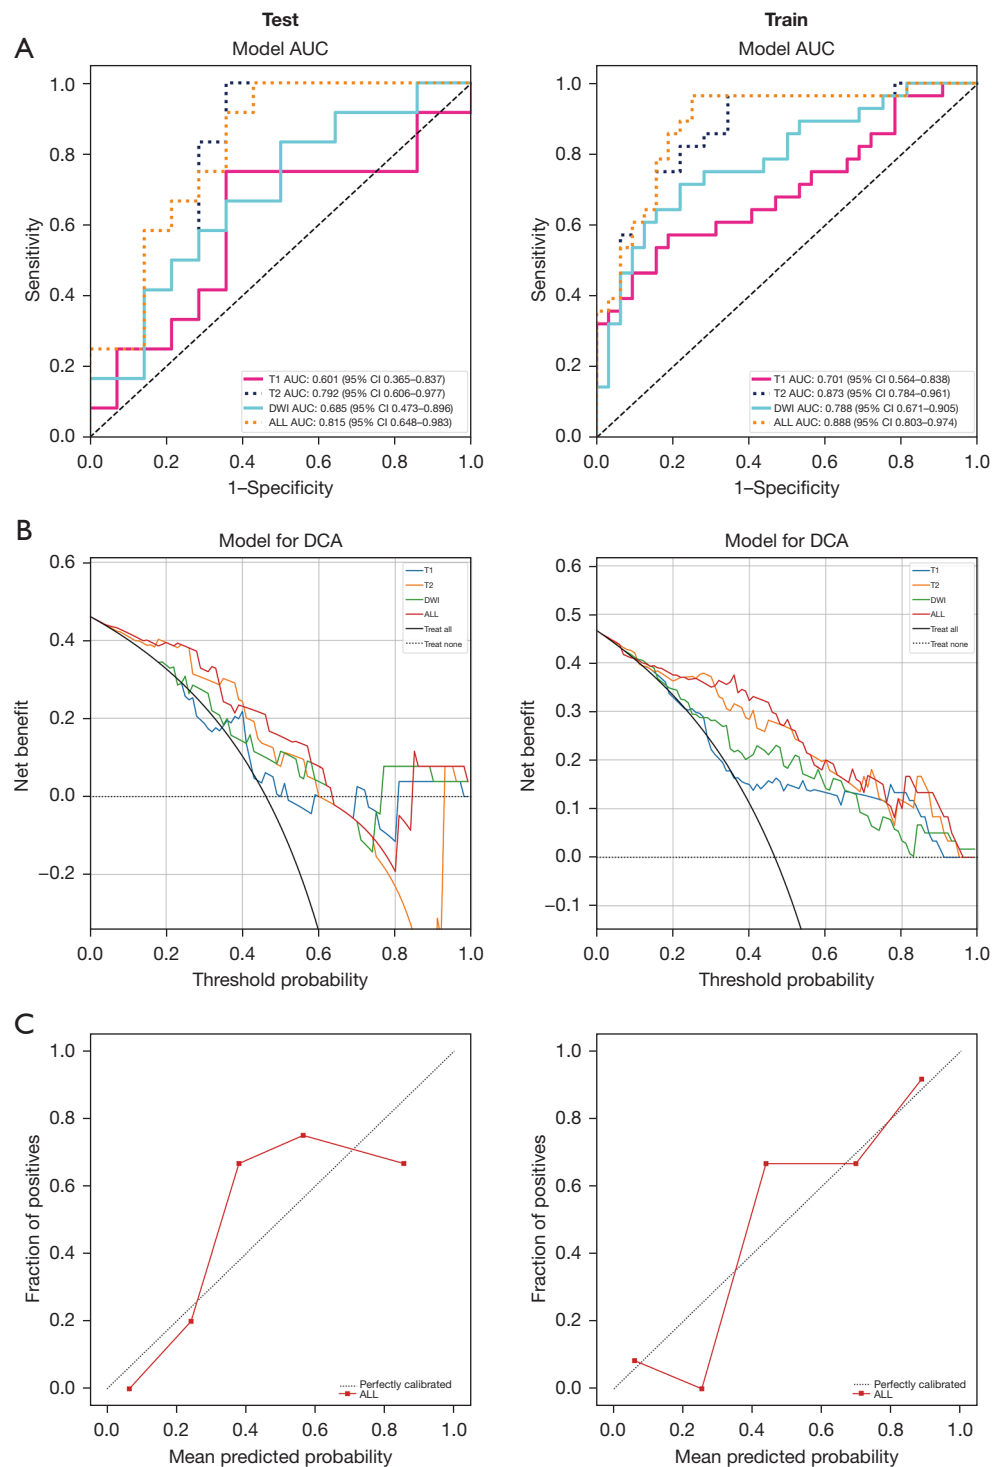 Test
Train
A
Model AUC
Model AUC
1.0
0.8
0.6
0.4
0.2
0.0
Sensitivity
T1 AUC: 0.601 (95% CI 0.365–0.837)
T2 AUC: 0.792 (95% CI 0.606–0.977)
DWI AUC: 0.685 (95% CI 0.473–0.896)
ALL AUC: 0.815 (95% CI 0.648–0.983)
0.0 0.2 0.4 0.6 0.8 1.0
1–Specificity
1.0
0.8
0.6
0.4
0.2
0.0
Sensitivity
T1 AUC: 0.701 (95% CI 0.564–0.838)
T2 AUC: 0.873 (95% CI 0.784–0.961)
DWI AUC: 0.788 (95% CI 0.671–0.905)
ALL AUC: 0.888 (95% CI 0.803–0.974)
0.0 0.2 0.4 0.6 0.8 1.0
1–Specificity
B
Model for DCA
0.6
0.4
0.2
0.0
−0.2
Net benefit
T1
T2
DWI
ALL
Treat all
Treat none
0.0 0.2 0.4 0.6 0.8 1.0
Threshold probability
Model for DCA
0.6
0.5
0.4
0.3
0.2
0.1
0.0
−0.1
Net benefit
T1
T2
DWI
ALL
Treat all
Treat none
0.0 0.2 0.4 0.6 0.8 1.0
Threshold probability
C
1.0
0.8
0.6
0.4
0.2
0.0
Fraction of positives
Perfectly calibrated
ALL
0.0 0.2 0.4 0.6 0.8 1.0
Mean predicted probability
1.0
0.8
0.6
0.4
0.2
0.0
Fraction of positives
Perfectly calibrated
ALL
0.0 0.2 0.4 0.6 0.8 1.0
Mean predicted probability